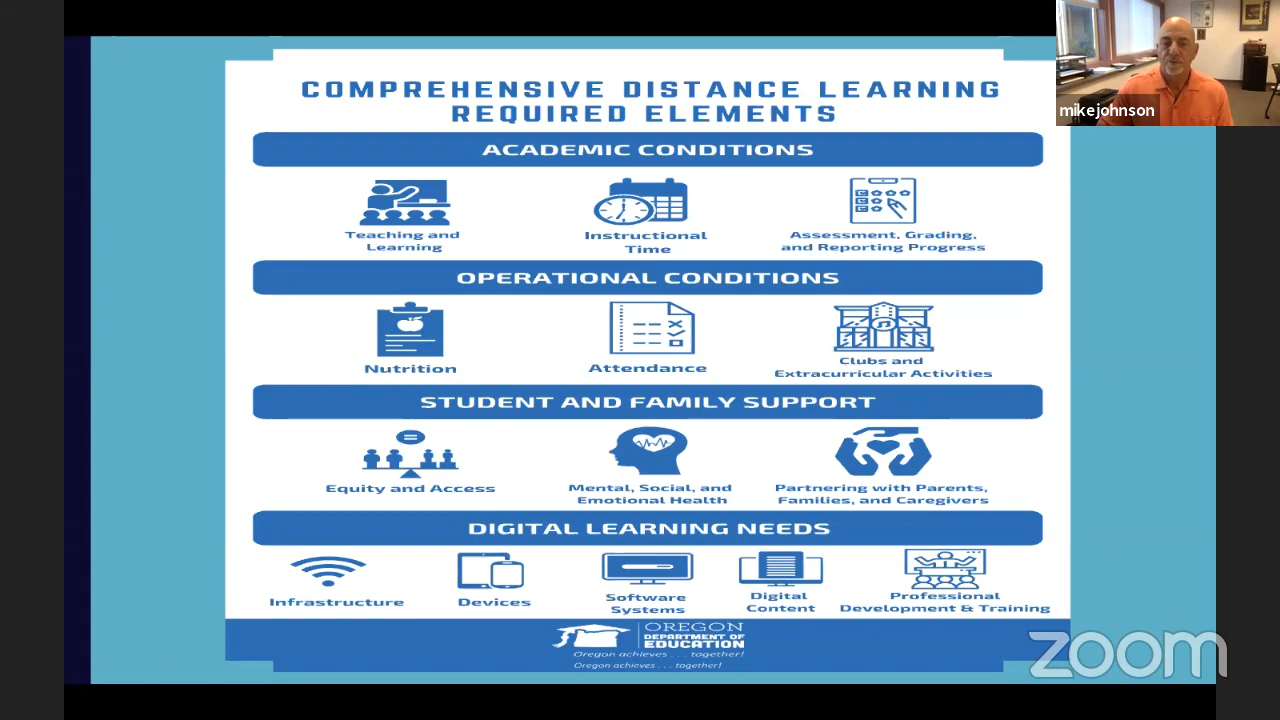 COMPREHENSIVE DISTANCE LEARNING
REQUIRED ELEMENTS
mikejohnson
ACADEMIC CONDITIONS
Teaching and
Learning
Instructional
Time
Assessment, Grading,
and Reporting Progress
OPERATIONAL CONDITIONS
Nutrition
Attendance
Clubs and
Extracurricular Activities
STUDENT AND FAMILY SUPPORT
Equity and Access
Mental, Social, and
Emotional Health
Partnering with Parents,
Families, and Caregivers
DIGITAL LEARNING NEEDS
Infrastructure
Devices
Software
Systems
Digital
Content
Professional
Development & Training
OREGON
DEPARTMENT OF
EDUCATION
Oregon achieves . . . together!
Oregon achieves . . . together!
zoom